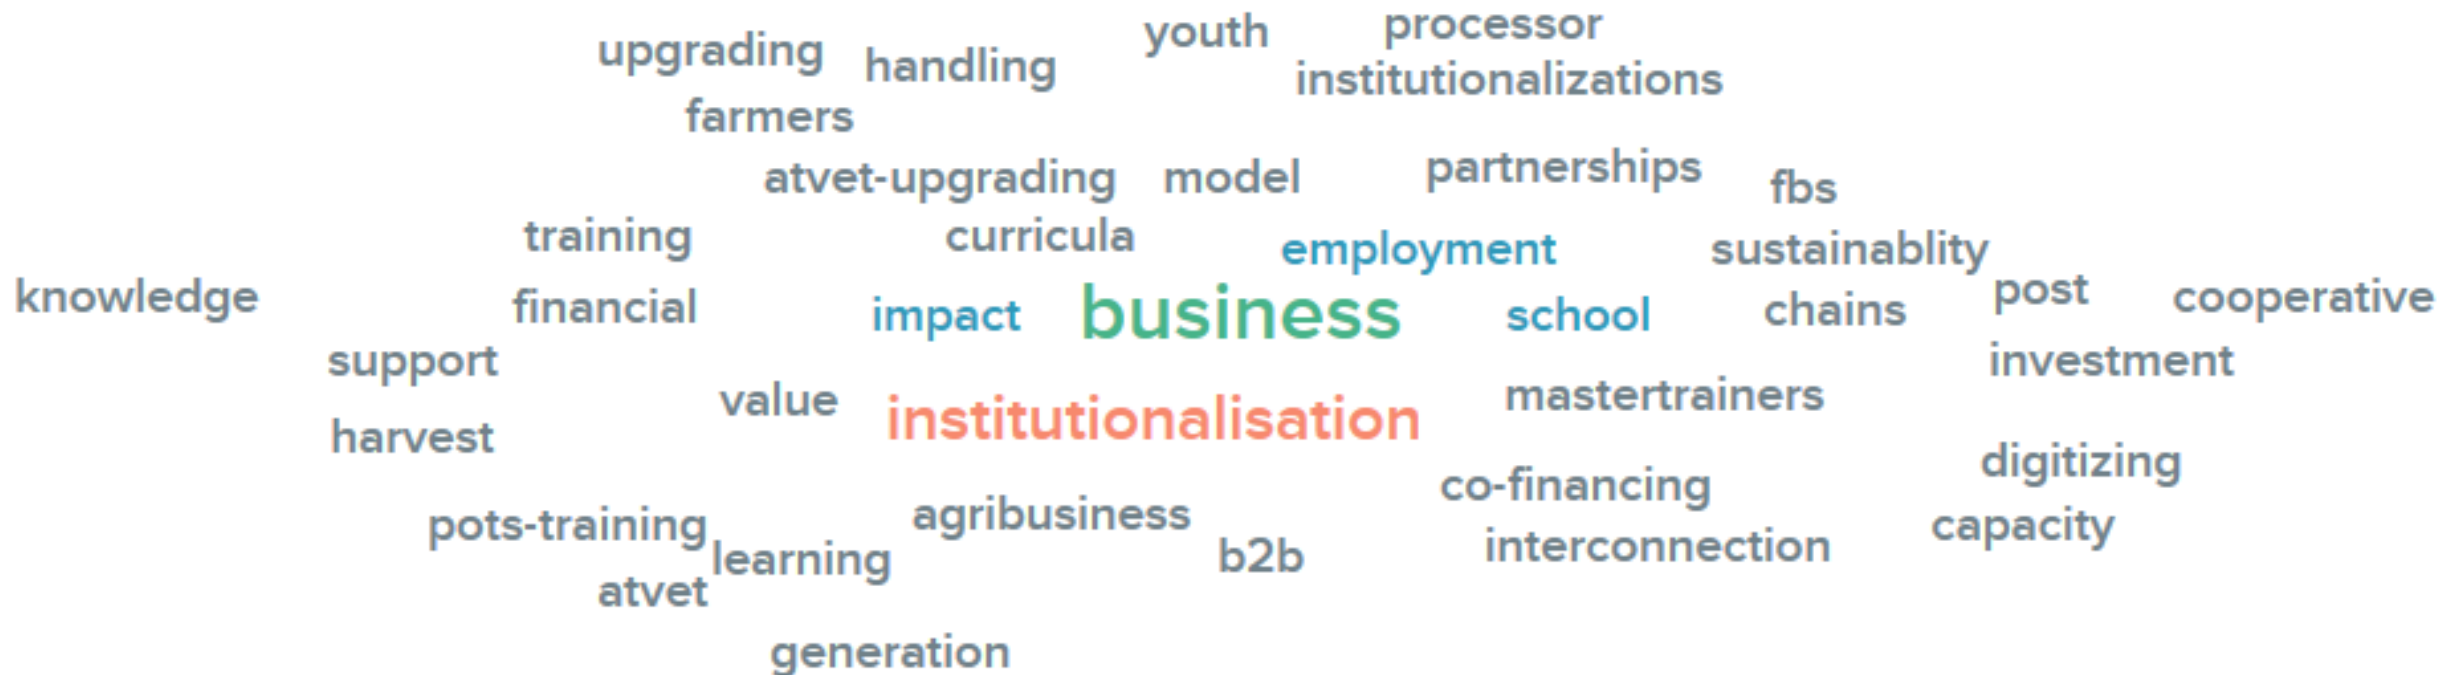 youth processor
upgrading handling institutionalizations
farmers
atvet-upgrading model partnerships fbs
training curricula employment sustainablity
knowledge financial impact business school chains post cooperative
support investment
value institutionalisation mastertrainers
harvest digitizing
pots-training agribusiness co-financing capacity
learning b2b interconnection
atvet
generation